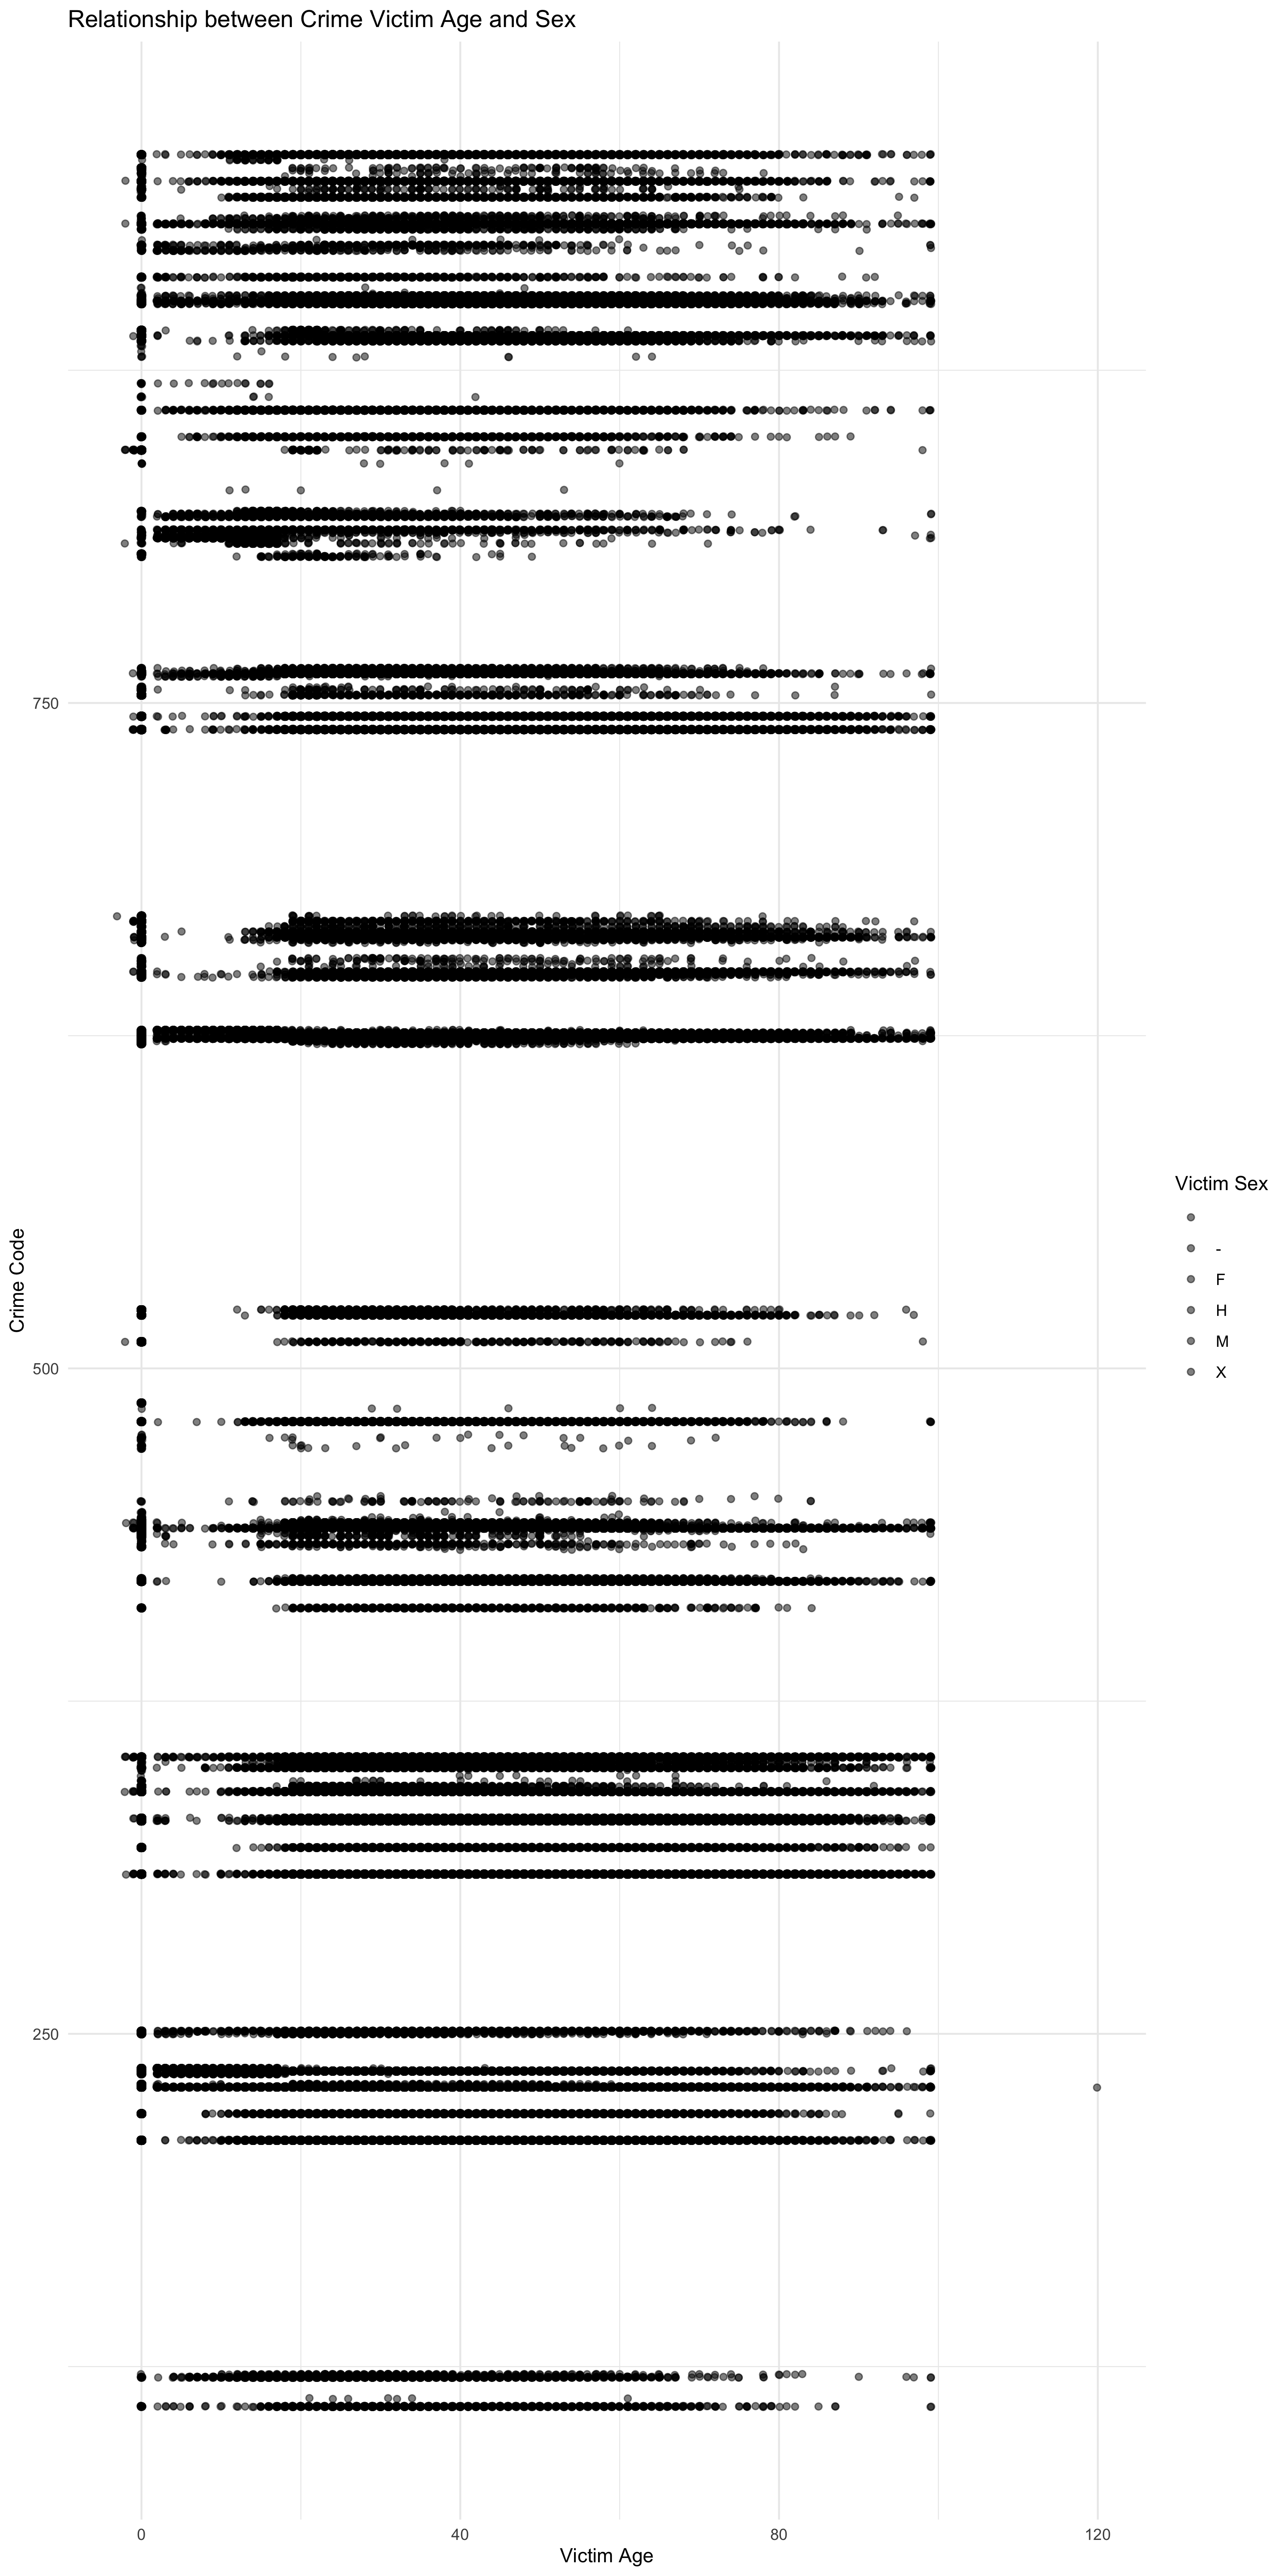 Relationship between Crime Victim Age and Sex
750
500
250
Crime Code
0
40
80
120
Victim Age
Victim Sex
-
F
H
M
X